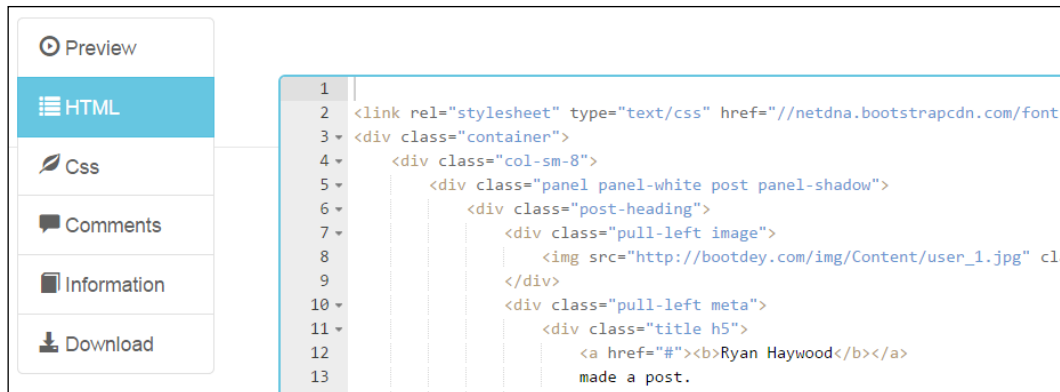 Preview
HTML
Css
Comments
Information
Download
1
2 <link rel="stylesheet" type="text/css" href="//netdna.bootstrapcdn.com/font
3 <div class="container">
4 <div class="col-sm-8">
5 <div class="panel panel-white post panel-shadow">
6 <div class="post-heading">
7 <div class="pull-left image">
8 <img src="http://bootdey.com/img/Content/user_1.jpg" cl
9 </div>
10 <div class="pull-left meta">
11 <div class="title h5">
12 <a href="#"><b>Ryan Haywood</b></a>
13 made a post.